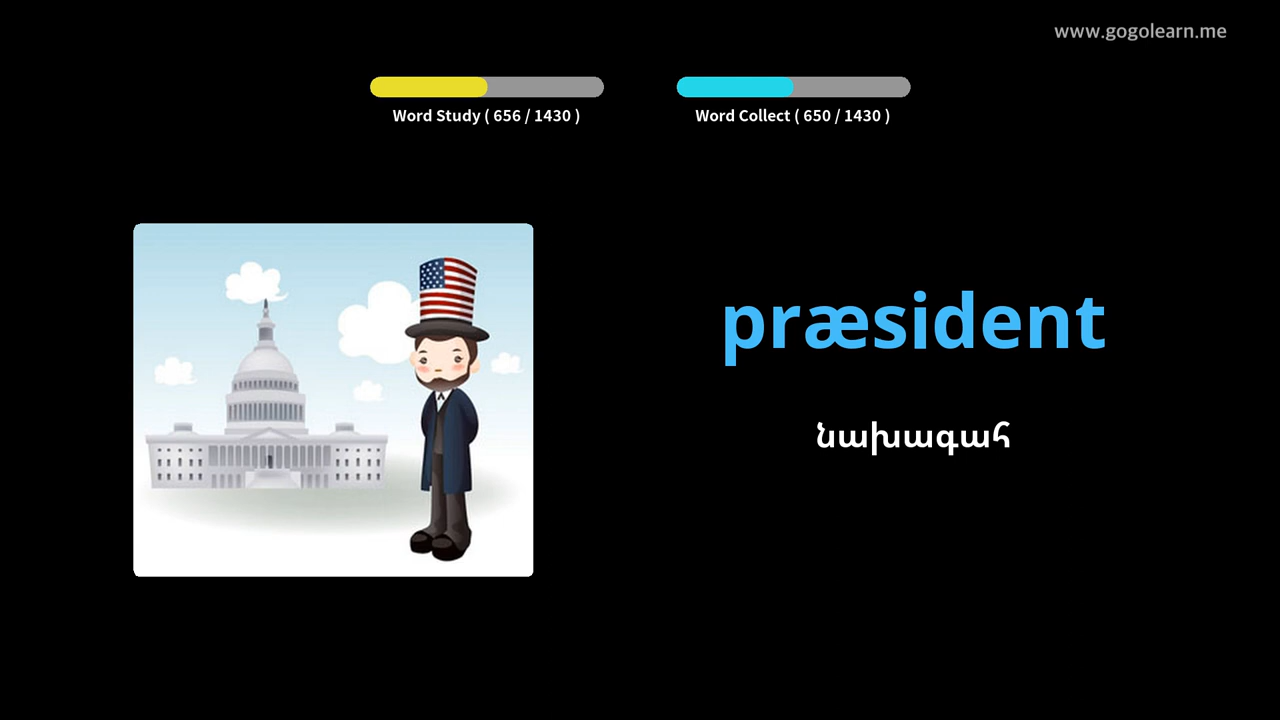 www.gogolearn.me
Word Study ( 656 / 1430 )
Word Collect ( 650 / 1430 )
præsident
նախագահ